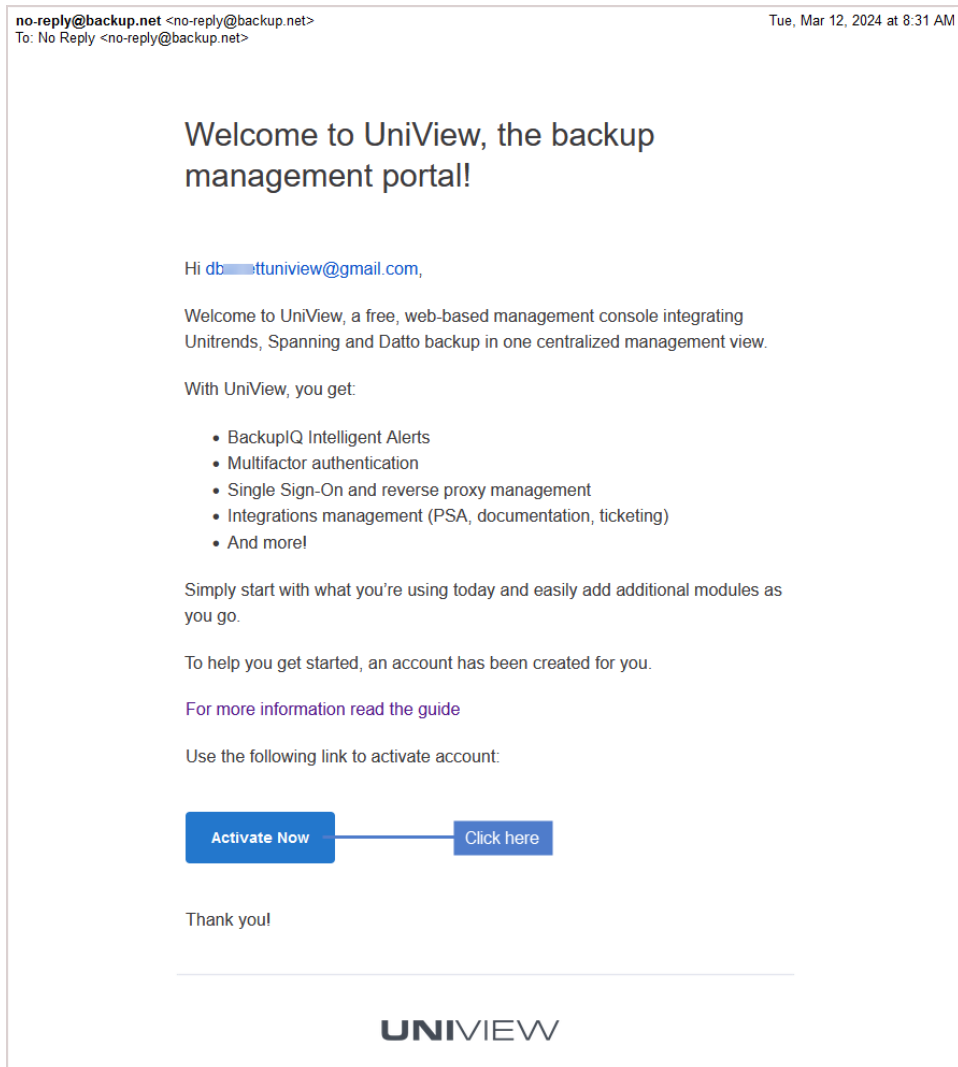 no-reply@backup.net <no-reply@backup.net>
Tue, Mar 12, 2024 at 8:31 AM
To: No Reply <no-reply@backup.net>
Welcome to UniView, the backup
management portal!
Hi db ttuniview@gmail.com,
Welcome to UniView, a free, web-based management console integrating
Unitrends, Spanning and Datto backup in one centralized management view.
With UniView, you get:
• BackupIQ Intelligent Alerts
• Multifactor authentication
• Single Sign-On and reverse proxy management
• Integrations management (PSA, documentation, ticketing)
• And more!
Simply start with what you’re using today and easily add additional modules as
you go.
To help you get started, an account has been created for you.
For more information read the guide
Use the following link to activate account:
Activate Now
Click here
Thank you!
UNIVIEW